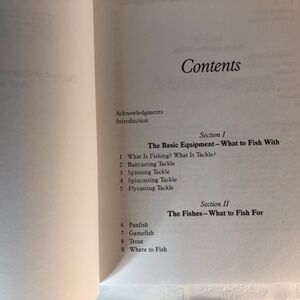 Contents
Acknowledgments
Introduction
Section I
The Basic Equipment—What to Fish With
1 What Is Fishing? What Is Tackle?
2 Baitcasting Tackle
3 Spinning Tackle
4 Spincasting Tackle
5 Flycasting Tackle
Section II
The Fishes—What to Fish For
6 Panfish
7 Gamefish
8 Trout
9 Where to Fish